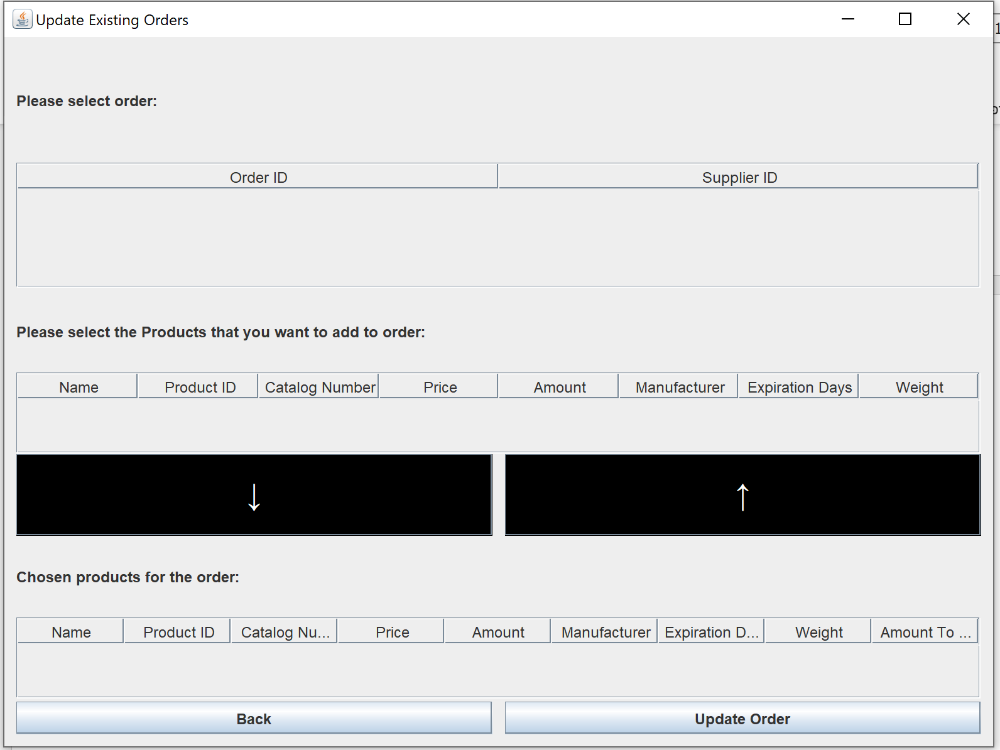 Update Existing Orders
Please select order:
Order ID Supplier ID
Please select the Products that you want to add to order:
Name Product ID Catalog Number Price Amount Manufacturer Expiration Days Weight
↓ ↑
Chosen products for the order:
Name Product ID Catalog Nu... Price Amount Manufacturer Expiration D... Weight Amount To ...
Back Update Order